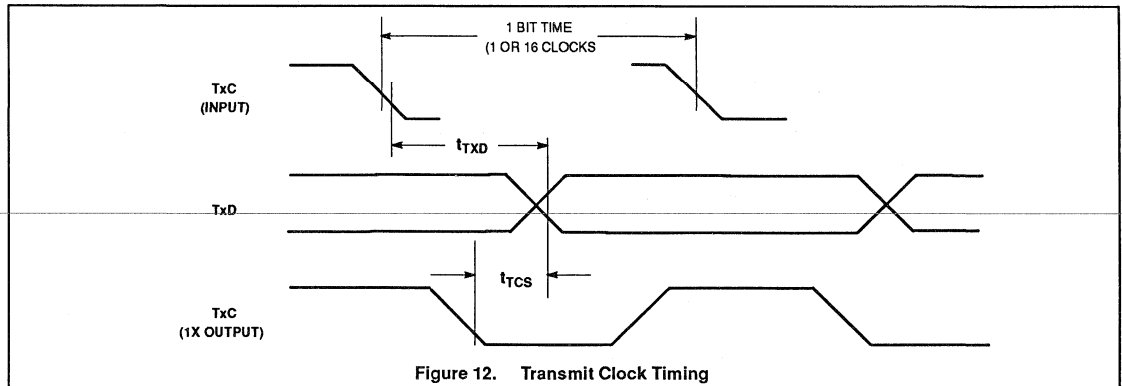 1 BIT TIME
(1 OR 16 CLOCKS
TxC
(INPUT)
tTXD
TxD
tTCS
TxC
(1X OUTPUT)
Figure 12. Transmit Clock Timing